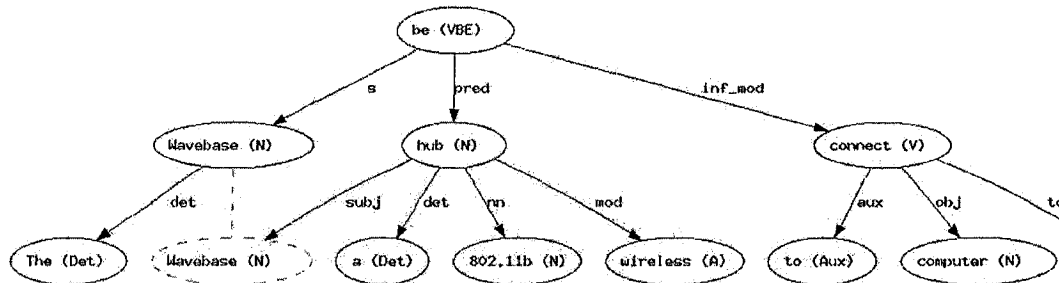 be (VBE)
s pred inf_mod
Wavebase (N) hub (N) connect (V)
det subj det nn mod aux obj to
The (Det) Wavebase (N) a (Det) 802,11b (N) wireless (A) to (Aux) computer (N)